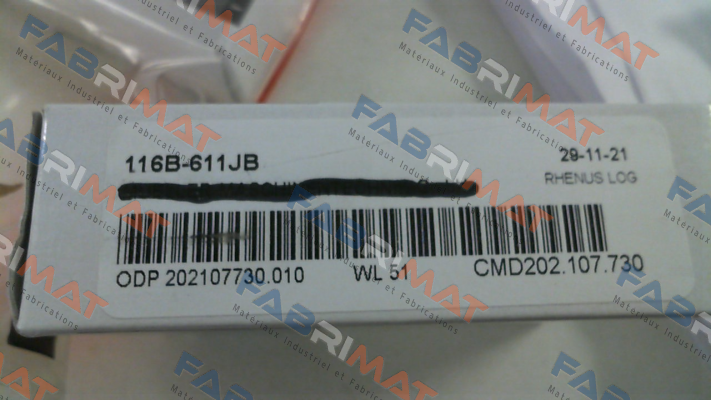 116B-611JB
29-11-21
RHENUS LOG
ODP 202107730.010
WL 51
CMD202.107.730
FABRIMAT
Materiaux Industriel et Fabrications